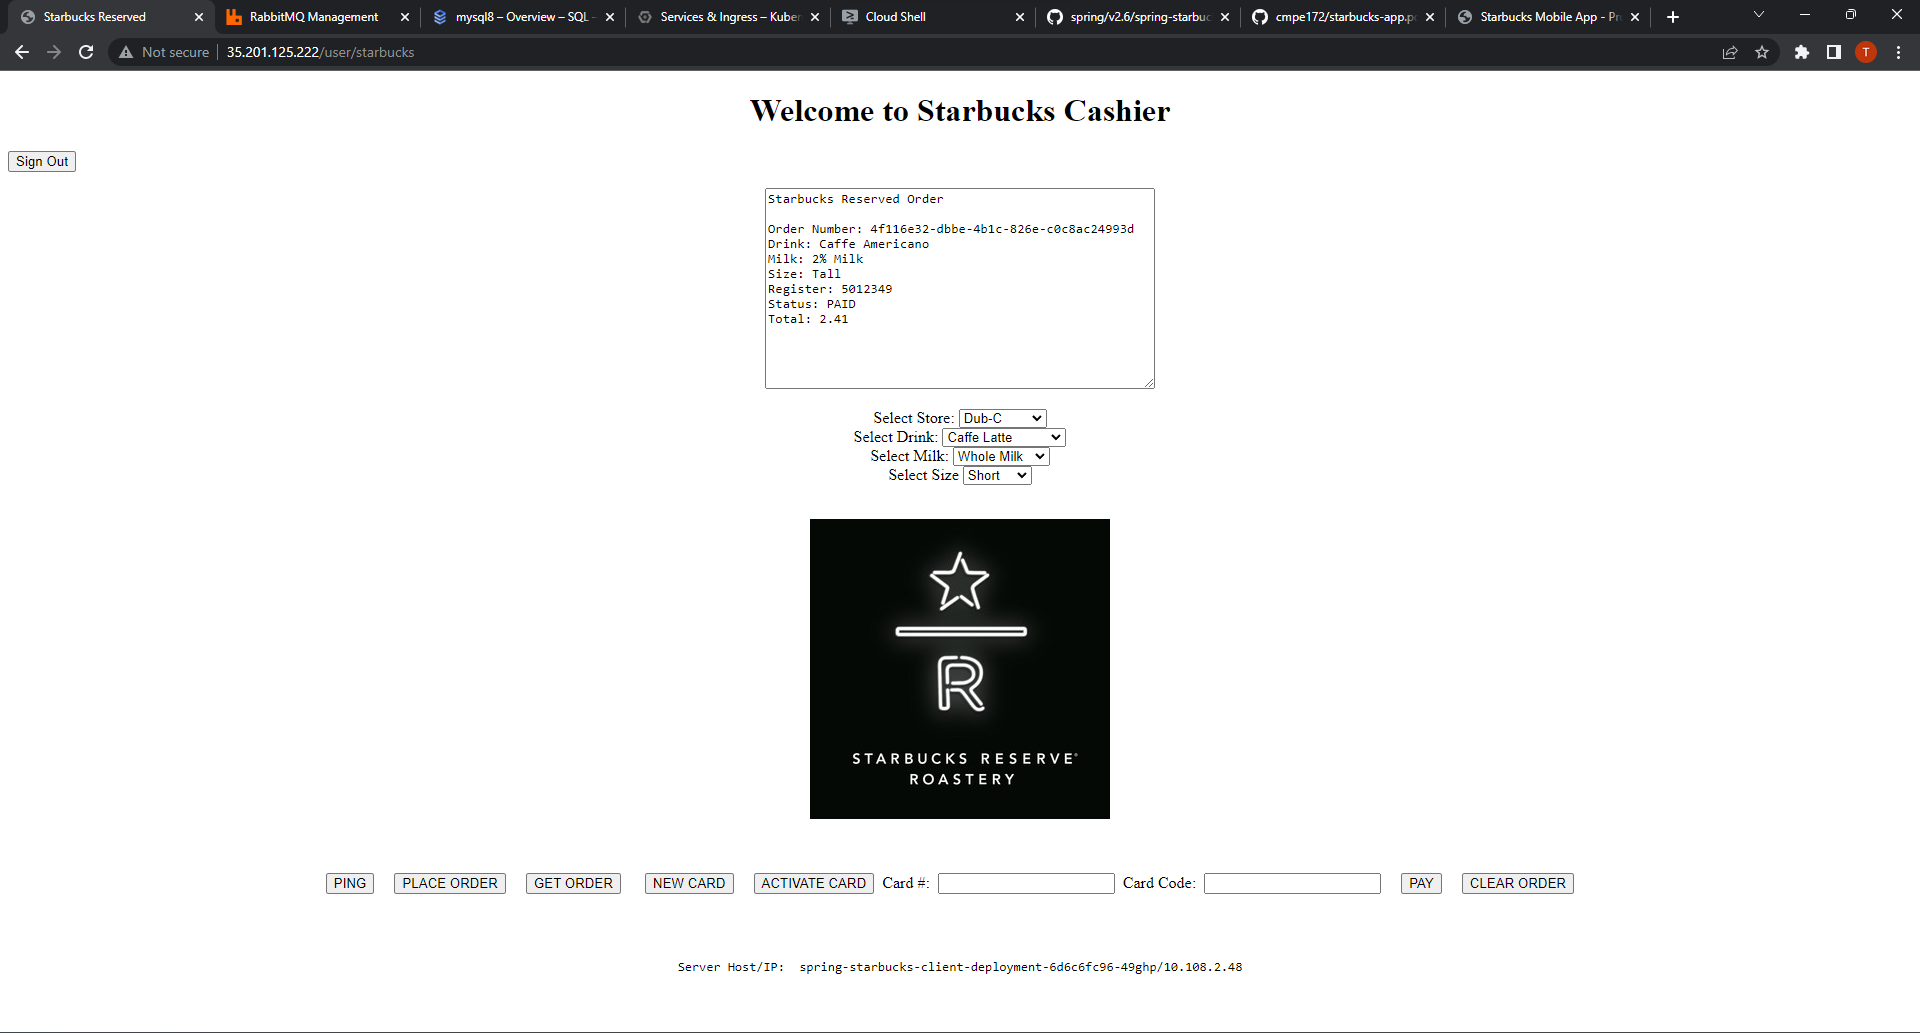 Starbucks Reserved
RabbitMQ Management
mysql8 – Overview – SQL
Services & Ingress – Kuber
Cloud Shell
spring/v2.6/spring-starbuc
cmpe172/starbucks-app.po
Starbucks Mobile App - Pro
Not secure
35.201.125.222/user/starbucks
T
Welcome to Starbucks Cashier
Sign Out
Starbucks Reserved Order
Order Number: 4f116e32-dbbe-4b1c-826e-c0c8ac24993d
Drink: Caffe Americano
Milk: 2% Milk
Size: Tall
Register: 5012349
Status: PAID
Total: 2.41
Select Store: Dub-C
Select Drink: Caffe Latte
Select Milk: Whole Milk
Select Size Short
R
STARBUCKS RESERVE®
ROASTERY
PING PLACE ORDER GET ORDER NEW CARD ACTIVATE CARD Card #: Card Code: PAY CLEAR ORDER
Server Host/IP: spring-starbucks-client-deployment-6d6c6fc96-49ghp/10.108.2.48